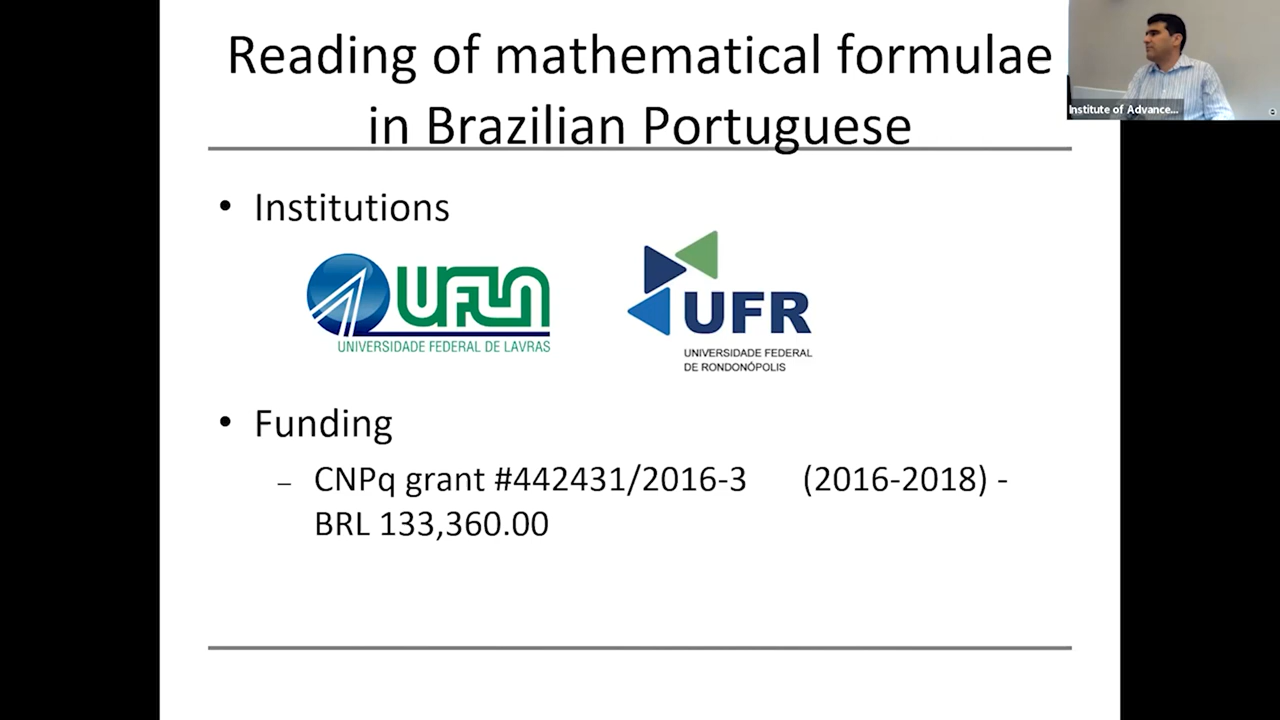 Reading of mathematical formulae
in Brazilian Portuguese
Institute of Advance...
• Institutions
UFLA
UNIVERSIDADE FEDERAL DE LAVRAS
UFR
UNIVERSIDADE FEDERAL
DE RONDONÓPOLIS
• Funding
– CNPq grant #442431/2016-3 (2016-2018) -
BRL 133,360.00